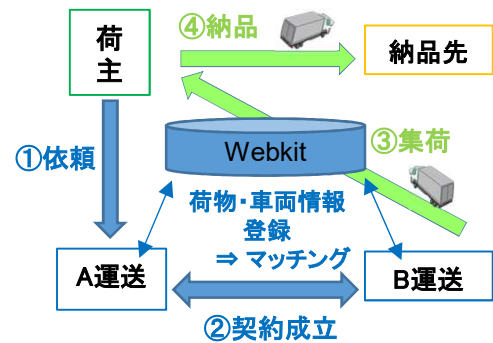 荷
主
④納品
納品先
①依頼
Webkit
③集荷
荷物・車両情報
登録
⇒ マッチング
A運送
B運送
②契約成立